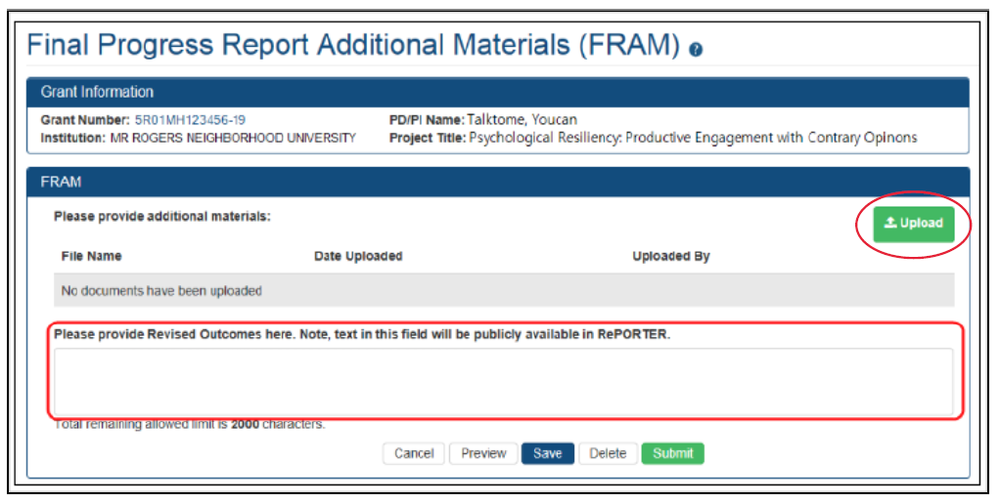 Final Progress Report Additional Materials (FRAM) ?
Grant Information
Grant Number: 5R01MH123456-19 PD/PI Name: Talktome, Youcan
Institution: MR ROGERS NEIGHBORHOOD UNIVERSITY Project Title: Psychological Resiliency: Productive Engagement with Contrary Opinons
FRAM
Please provide additional materials:
Upload
File Name Date Uploaded Uploaded By
No documents have been uploaded
Please provide Revised Outcomes here. Note, text in this field will be publicly available in RePORTER.
Total remaining allowed limit is 2000 characters.
Cancel Preview Save Delete Submit